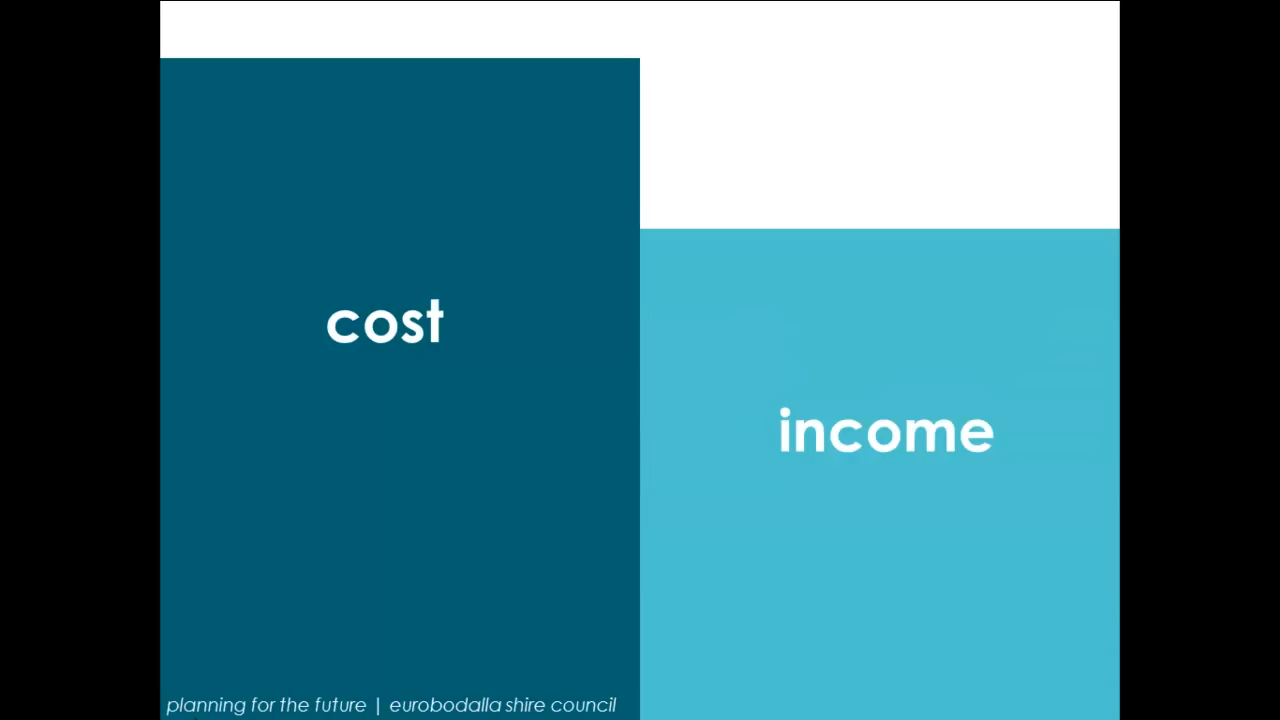 cost
income
planning for the future | eurobodalla shire council